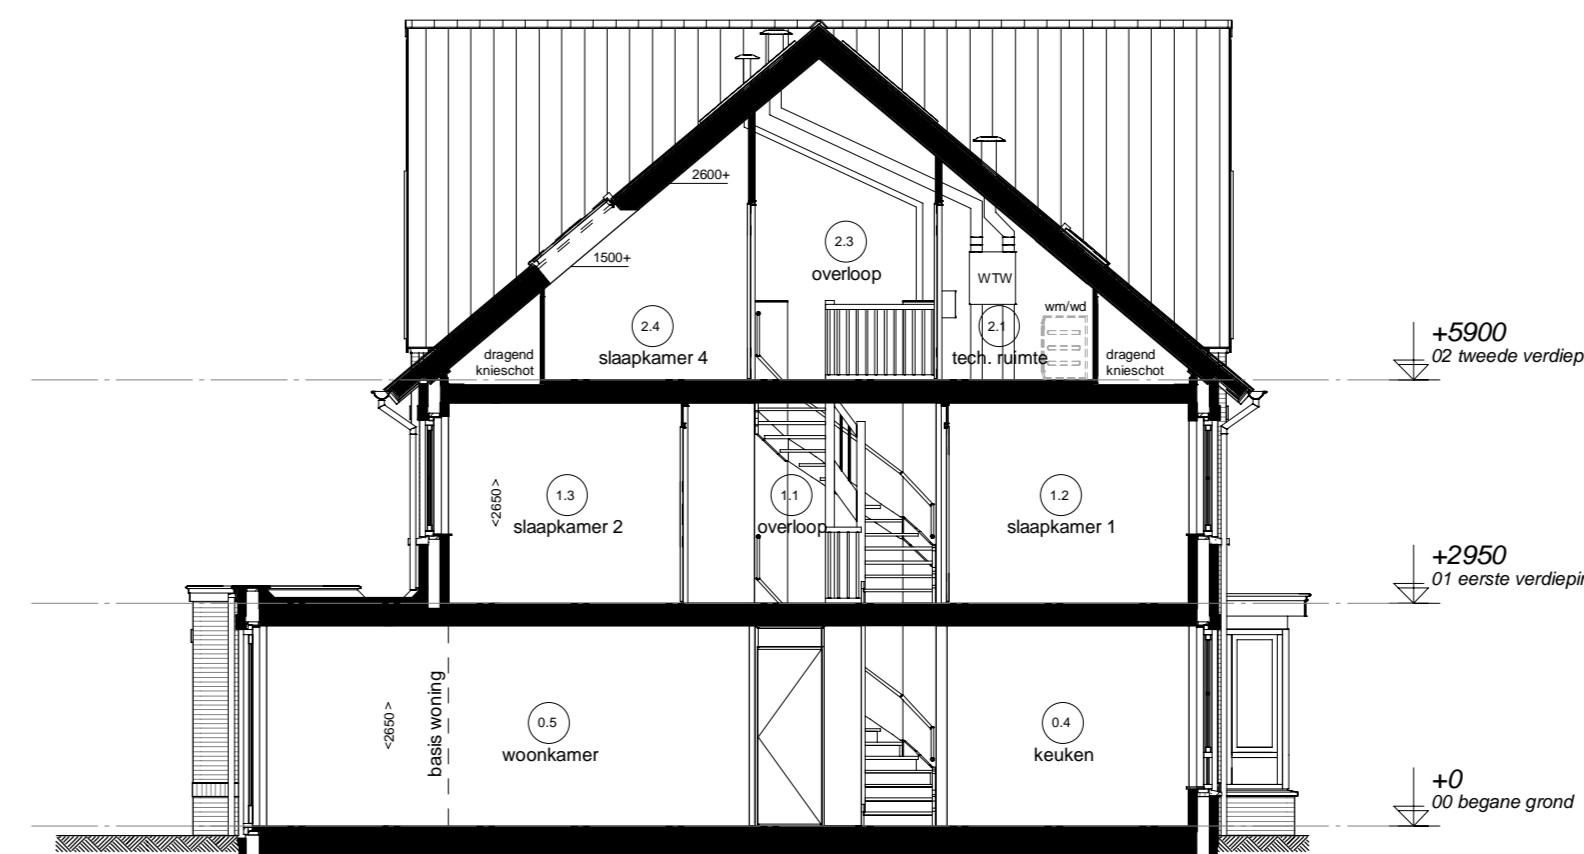 2600+
2.3
overloop
1500+
WTW
wm/wd
2.4
slaapkamer 4
2.1
tech. ruimte
dragend
knieschot
dragend
knieschot
+5900
02 tweede verdiep
<2650>
1.3
slaapkamer 2
1.1
overloop
1.2
slaapkamer 1
+2950
01 eerste verdiepin
<2650>
basis woning
0.5
woonkamer
0.4
keuken
+0
00 begane grond